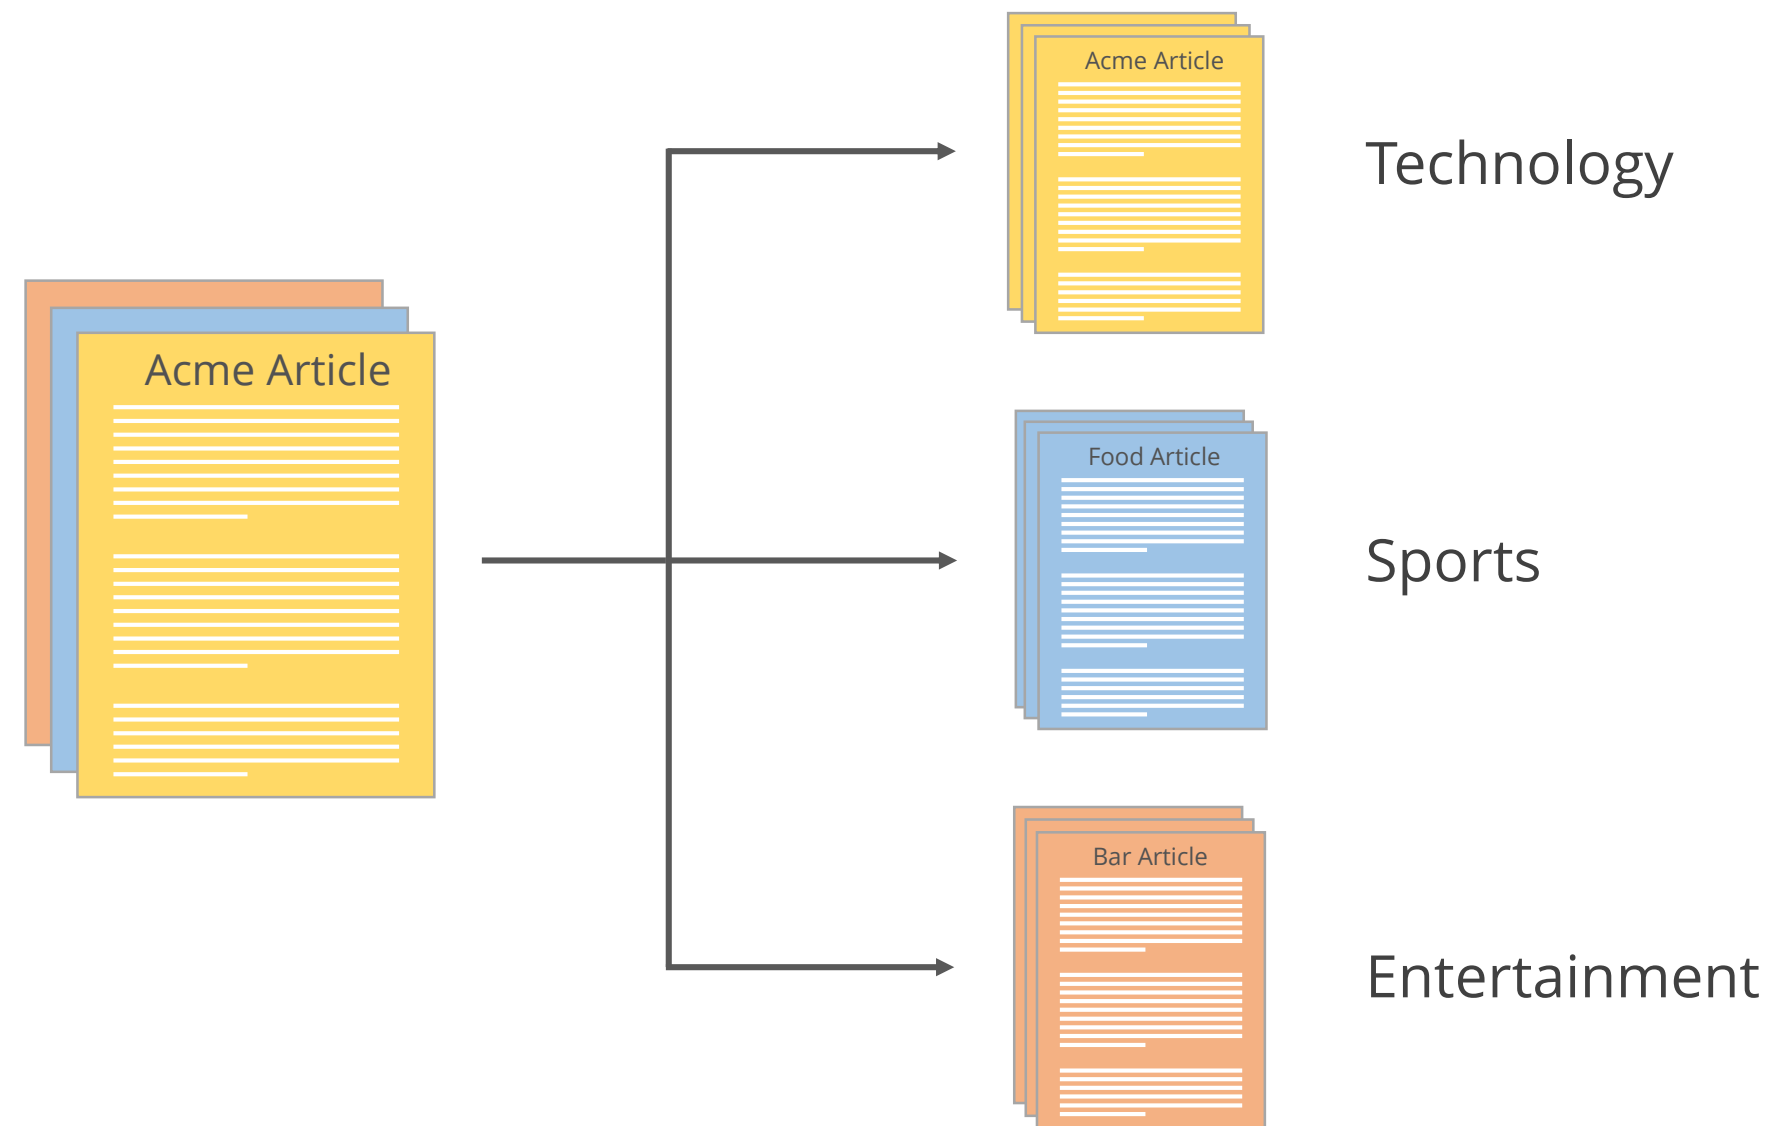 Acme Article
Technology
Acme Article
Food Article
Sports
Bar Article
Entertainment